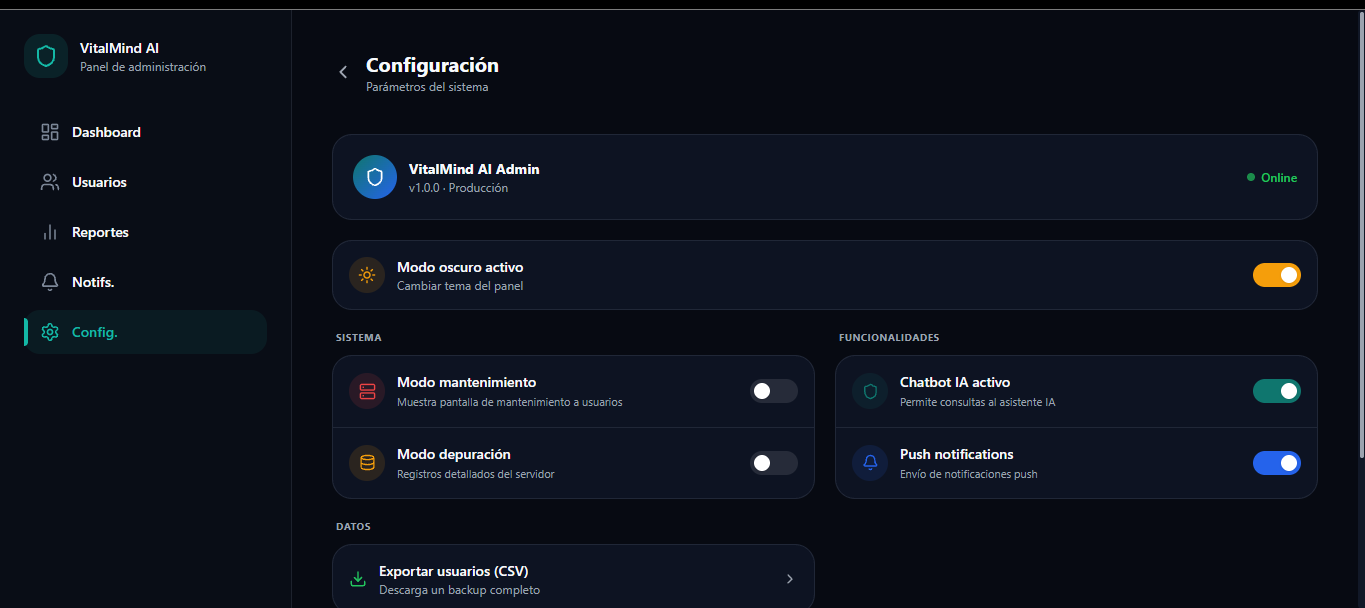 VitalMind AI
Panel de administración
Dashboard
Usuarios
Reportes
Notifs.
Config.
Configuración
Parámetros del sistema
VitalMind AI Admin
v1.0.0 · Producción
Online
Modo oscuro activo
Cambiar tema del panel
SISTEMA
Modo mantenimiento
Muestra pantalla de mantenimiento a usuarios
Modo depuración
Registros detallados del servidor
FUNCIONALIDADES
Chatbot IA activo
Permite consultas al asistente IA
Push notifications
Envío de notificaciones push
DATOS
Exportar usuarios (CSV)
Descarga un backup completo